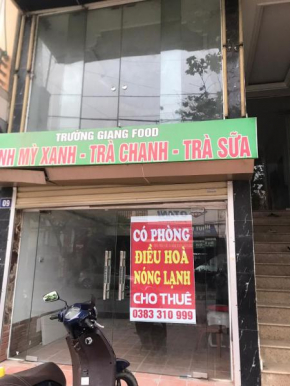 TRƯỜNG GIANG FOOD
NH MỲ XANH - TRÀ CHANH - TRÀ SỮA
09
CÓ PHÒNG
ĐIỀU HOÀ
NÓNG LẠNH
CHO THUÊ
0383 310 999